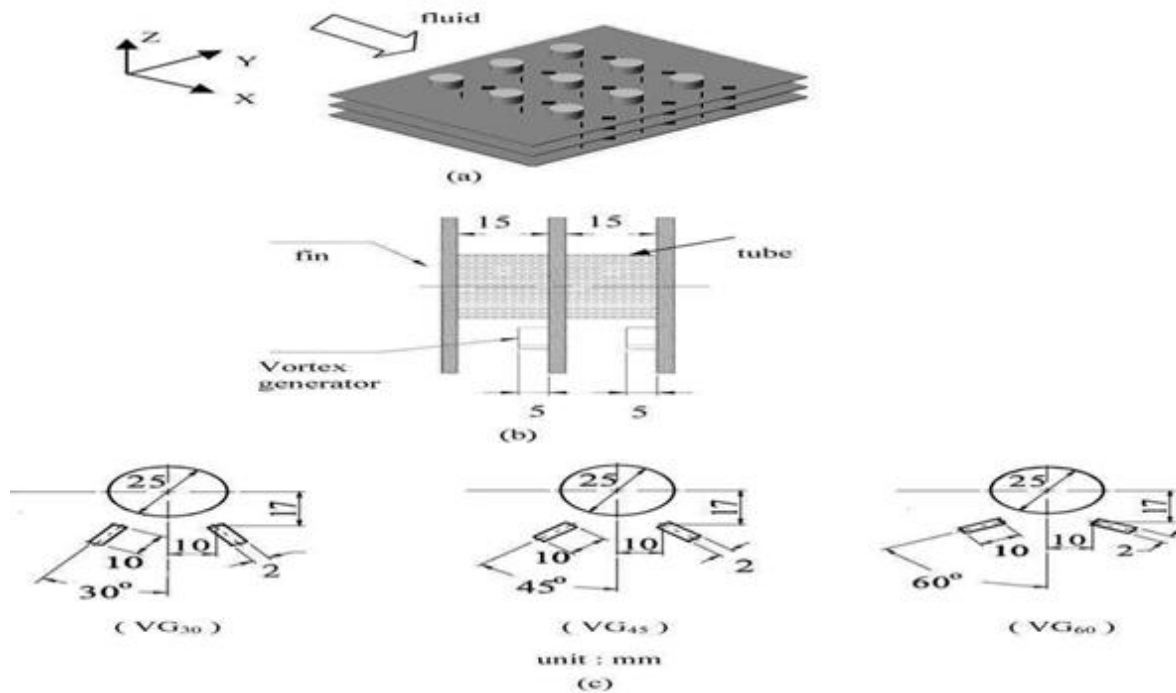 fluid
Z
Y
X
(a)
15 15
fin
tube
Vortex
generator
5 5
(b)
25
17
10
10
2
30°
( VG30 )
25
17
10
10
2
45°
( VG45 )
25
17
10
10
2
60°
( VG60 )
unit : mm
(c)